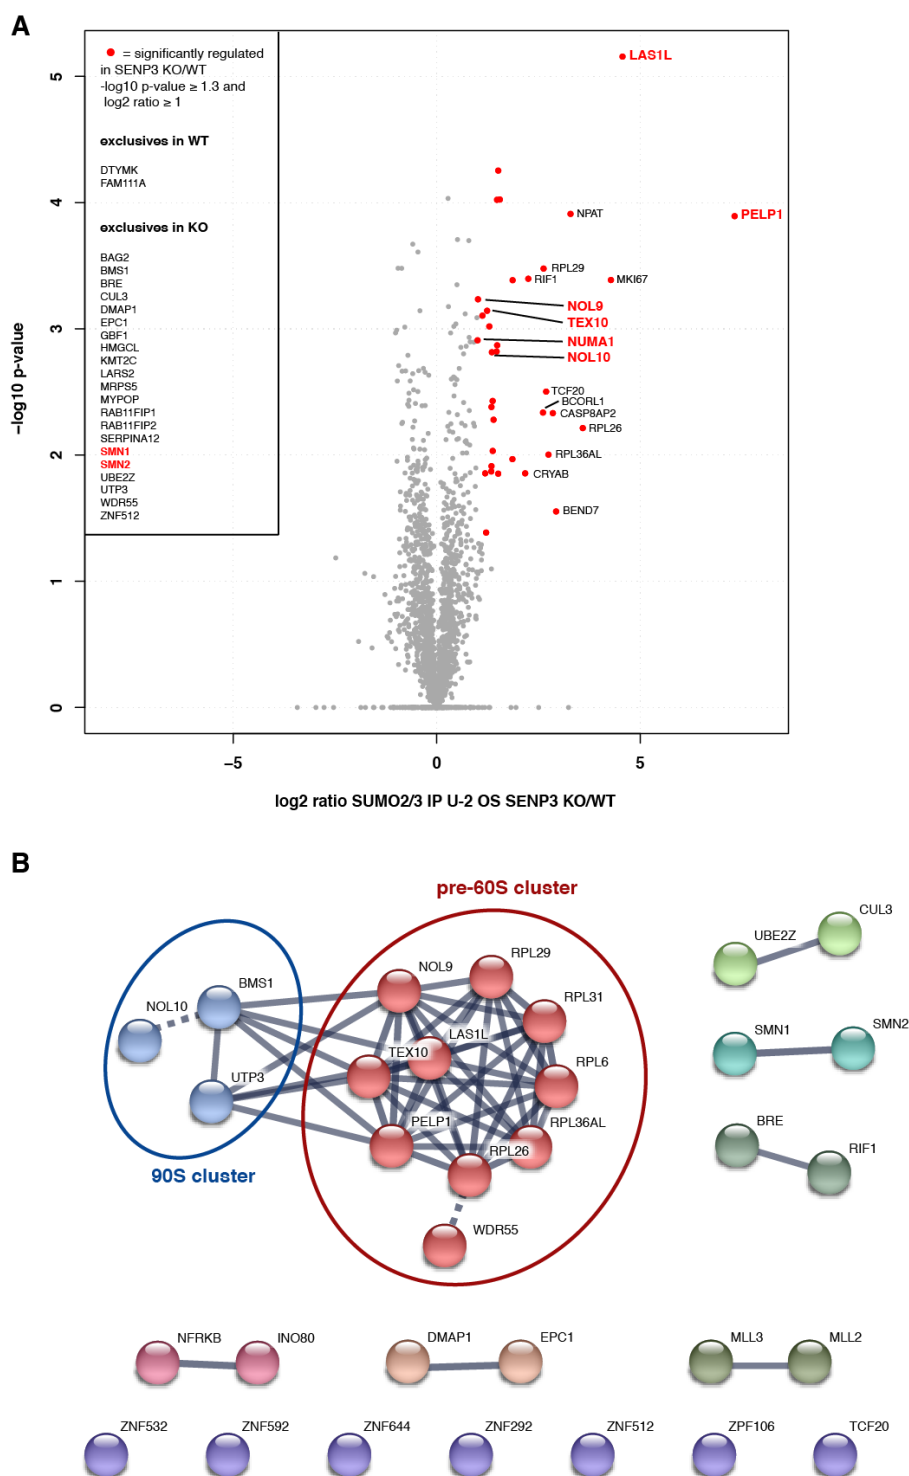 A
= significantly regulated
in SENP3 KO/WT
-log10 p-value ≥ 1.3 and
log2 ratio ≥ 1
exclusives in WT
DTYMK
FAM111A
exclusives in KO
BAG2
BMS1
BRE
CUL3
DMAP1
EPC1
GBF1
HMGCL
KMT2C
LARS2
MRPS5
MYPOP
RAB11FIP1
RAB11FIP2
SERPINA12
SMN1
SMN2
UBE2Z
UTP3
WDR55
ZNF512
LAS1L
NPAT
PELP1
RPL29
RIF1
MKI67
NOL9
TEX10
NUMA1
NOL10
TCF20
BCORL1
CASP8AP2
RPL26
RPL36AL
CRYAB
BEND7
5
4
3
2
1
0
−log10 p-value
−5
0
5
log2 ratio SUMO2/3 IP U-2 OS SENP3 KO/WT
B
pre-60S cluster
90S cluster
NOL10
BMS1
UTP3
NOL9
RPL29
RPL31
LAS1L
TEX10
RPL6
PELP1
RPL36AL
RPL26
WDR55
UBE2Z
CUL3
SMN1
SMN2
BRE
RIF1
NFRKB
INO80
DMAP1
EPC1
MLL3
MLL2
ZNF532
ZNF592
ZNF644
ZNF292
ZNF512
ZPF106
TCF20